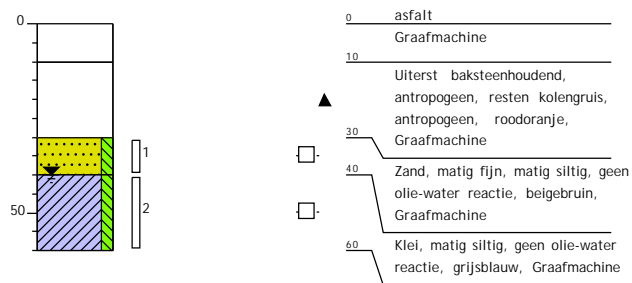 0
50
1
2
0 asfalt
Graafmachine
10
Uiterst baksteenhoudend,
antropogeen, resten kolengruis,
antropogeen, roodoranje,
30 Graafmachine
40 Zand, matig fijn, matig siltig, geen
olie-water reactie, beigebruin,
Graafmachine
60 Klei, matig siltig, geen olie-water
reactie, grijsblauw, Graafmachine